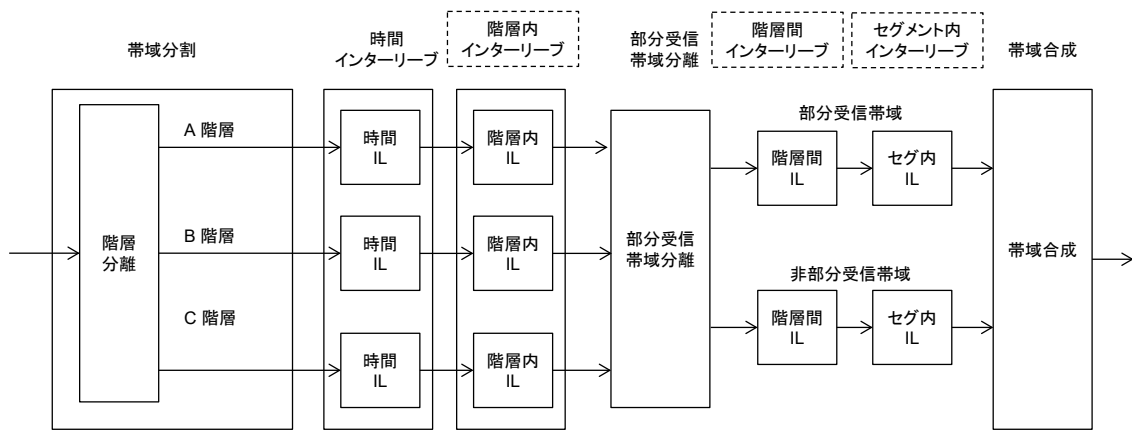 帯域分割
時間
インターリーブ
階層内
インターリーブ
部分受信
帯域分離
階層間
インターリーブ
セグメント内
インターリーブ
帯域合成
階層
分離
A 階層
B 階層
C 階層
時間
IL
時間
IL
時間
IL
階層内
IL
階層内
IL
階層内
IL
部分受信
帯域分離
部分受信帯域
階層間
IL
セグ内
IL
非部分受信帯域
階層間
IL
セグ内
IL
帯域合成